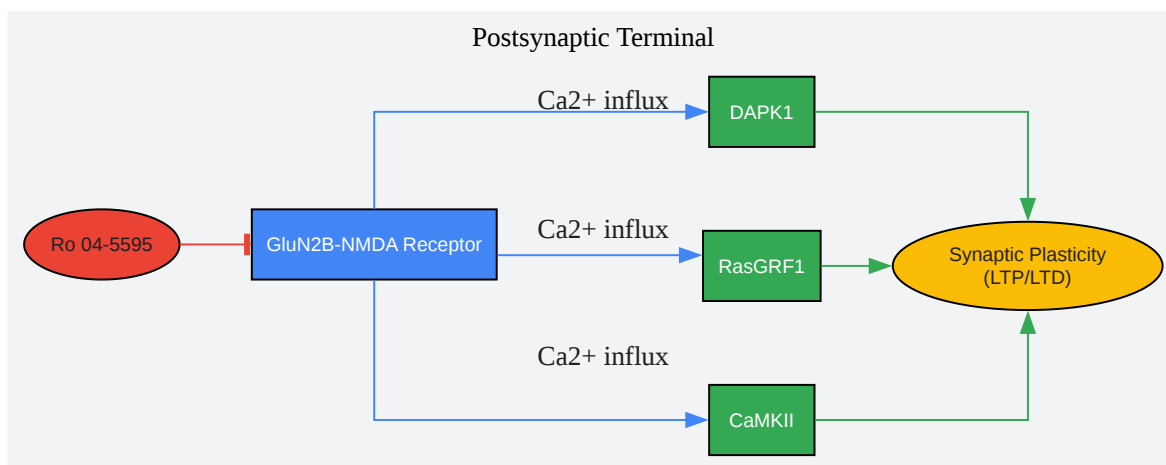 Postsynaptic Terminal
Ca2+ influx
DAPK1
Ro 04-5595
GluN2B-NMDA Receptor
Ca2+ influx
RasGRF1
Synaptic Plasticity
(LTP/LTD)
Ca2+ influx
CaMKII